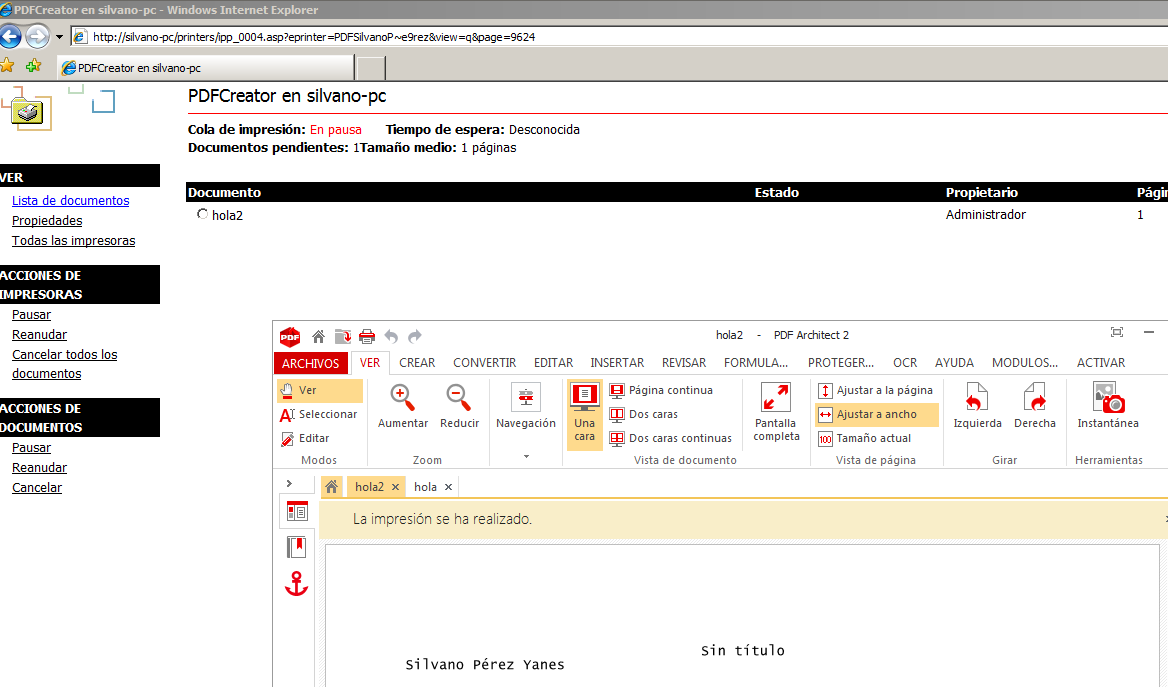 PDFCreator en silvano-pc - Windows Internet Explorer
http://silvano-pc/printers/ipp_0004.asp?eprinter=PDFSilvanoP~e9rez&view=q&page=9624
PDFCreator en silvano-pc
PDFCreator en silvano-pc
Cola de impresión: En pausa Tiempo de espera: Desconocida
Documentos pendientes: 1Tamaño medio: 1 páginas
VER
Lista de documentos
Propiedades
Todas las impresoras
ACCIONES DE
IMPRESORAS
Pausar
Reanudar
Cancelar todos los
documentos
ACCIONES DE
DOCUMENTOS
Pausar
Reanudar
Cancelar
Documento Estado Propietario Págin
hola2 Administrador 1
PDF hola2 - PDF Architect 2
ARCHIVOS VER CREAR CONVERTIR EDITAR INSERTAR REVISAR FORMULA... PROTEGER... OCR AYUDA MODULOS... ACTIVAR
Ver
Seleccionar
Editar
Modos
Aumentar Reducir
Zoom
Navegación
Una
cara
Página continua
Dos caras
Dos caras continuas
Pantalla
completa
Vista de documento
Ajustar a la página
Ajustar a ancho
100 Tamaño actual
Vista de página
Izquierda Derecha
Girar
Instantánea
Herramientas
hola2 hola
La impresión se ha realizado.
Sin título
Silvano Pérez Yanes